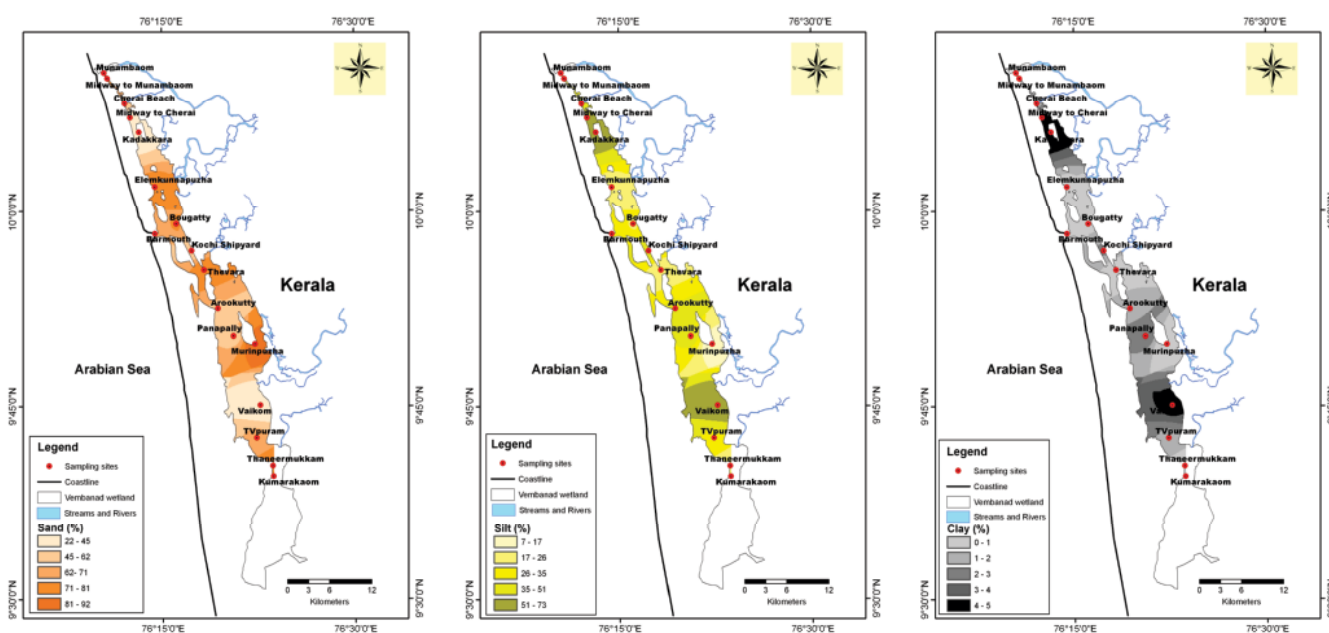 76°15'0"E
76°30'0"E
Munambaom
Midway to Munambaom
Cherai Beach
Midway to Cherai
Kadakkara
Elemkunnapuzha
10°0'0"N
Bougatty
Barmouth
Kochi Shipyard
Thevara
Kerala
Arookutty
Panapally
Murinpuzha
Arabian Sea
9°45'0"N
Vaikom
TVpuram
Thaneermukkam
Kumarakaom
Legend
Sampling sites
Coastline
Vembanad wetland
Streams and Rivers
Sand (%)
22 - 45
45 - 62
62- 71
71 - 81
81 - 92
0 3 6 12
Kilometers
9°30'0"N
76°15'0"E
76°30'0"E
76°15'0"E
76°30'0"E
Munambaom
Midway to Munambaom
Cherai Beach
Midway to Cherai
Kadakkara
Elemkunnapuzha
10°0'0"N
Bougatty
Barmouth
Kochi Shipyard
Thevara
Kerala
Arookutty
Panapally
Murinpuzha
Arabian Sea
9°45'0"N
Vaikom
TVpuram
Thaneermukkam
Kumarakaom
Legend
Sampling sites
Coastline
Vembanad wetland
Streams and Rivers
Silt (%)
7 - 17
17 - 26
26 - 35
35 - 51
51 - 73
0 3 6 12
Kilometers
9°30'0"N
76°15'0"E
76°30'0"E
76°15'0"E
76°30'0"E
Munambaom
Midway to Munambaom
Cherai Beach
Midway to Cherai
Elemkunnapuzha
Bougatty
Barmouth
Kochi Shipyard
Thevara
Kerala
Arookutty
Panapally
Murinpuzha
Arabian Sea
TVpuram
Thaneermukkam
Kumarakaom
Legend
Sampling sites
Coastline
Vembanad wetland
Streams and Rivers
Clay (%)
0 - 1
1 - 2
2 - 3
3 - 4
4 - 5
0 3 6 12
Kilometers
76°15'0"E
76°30'0"E